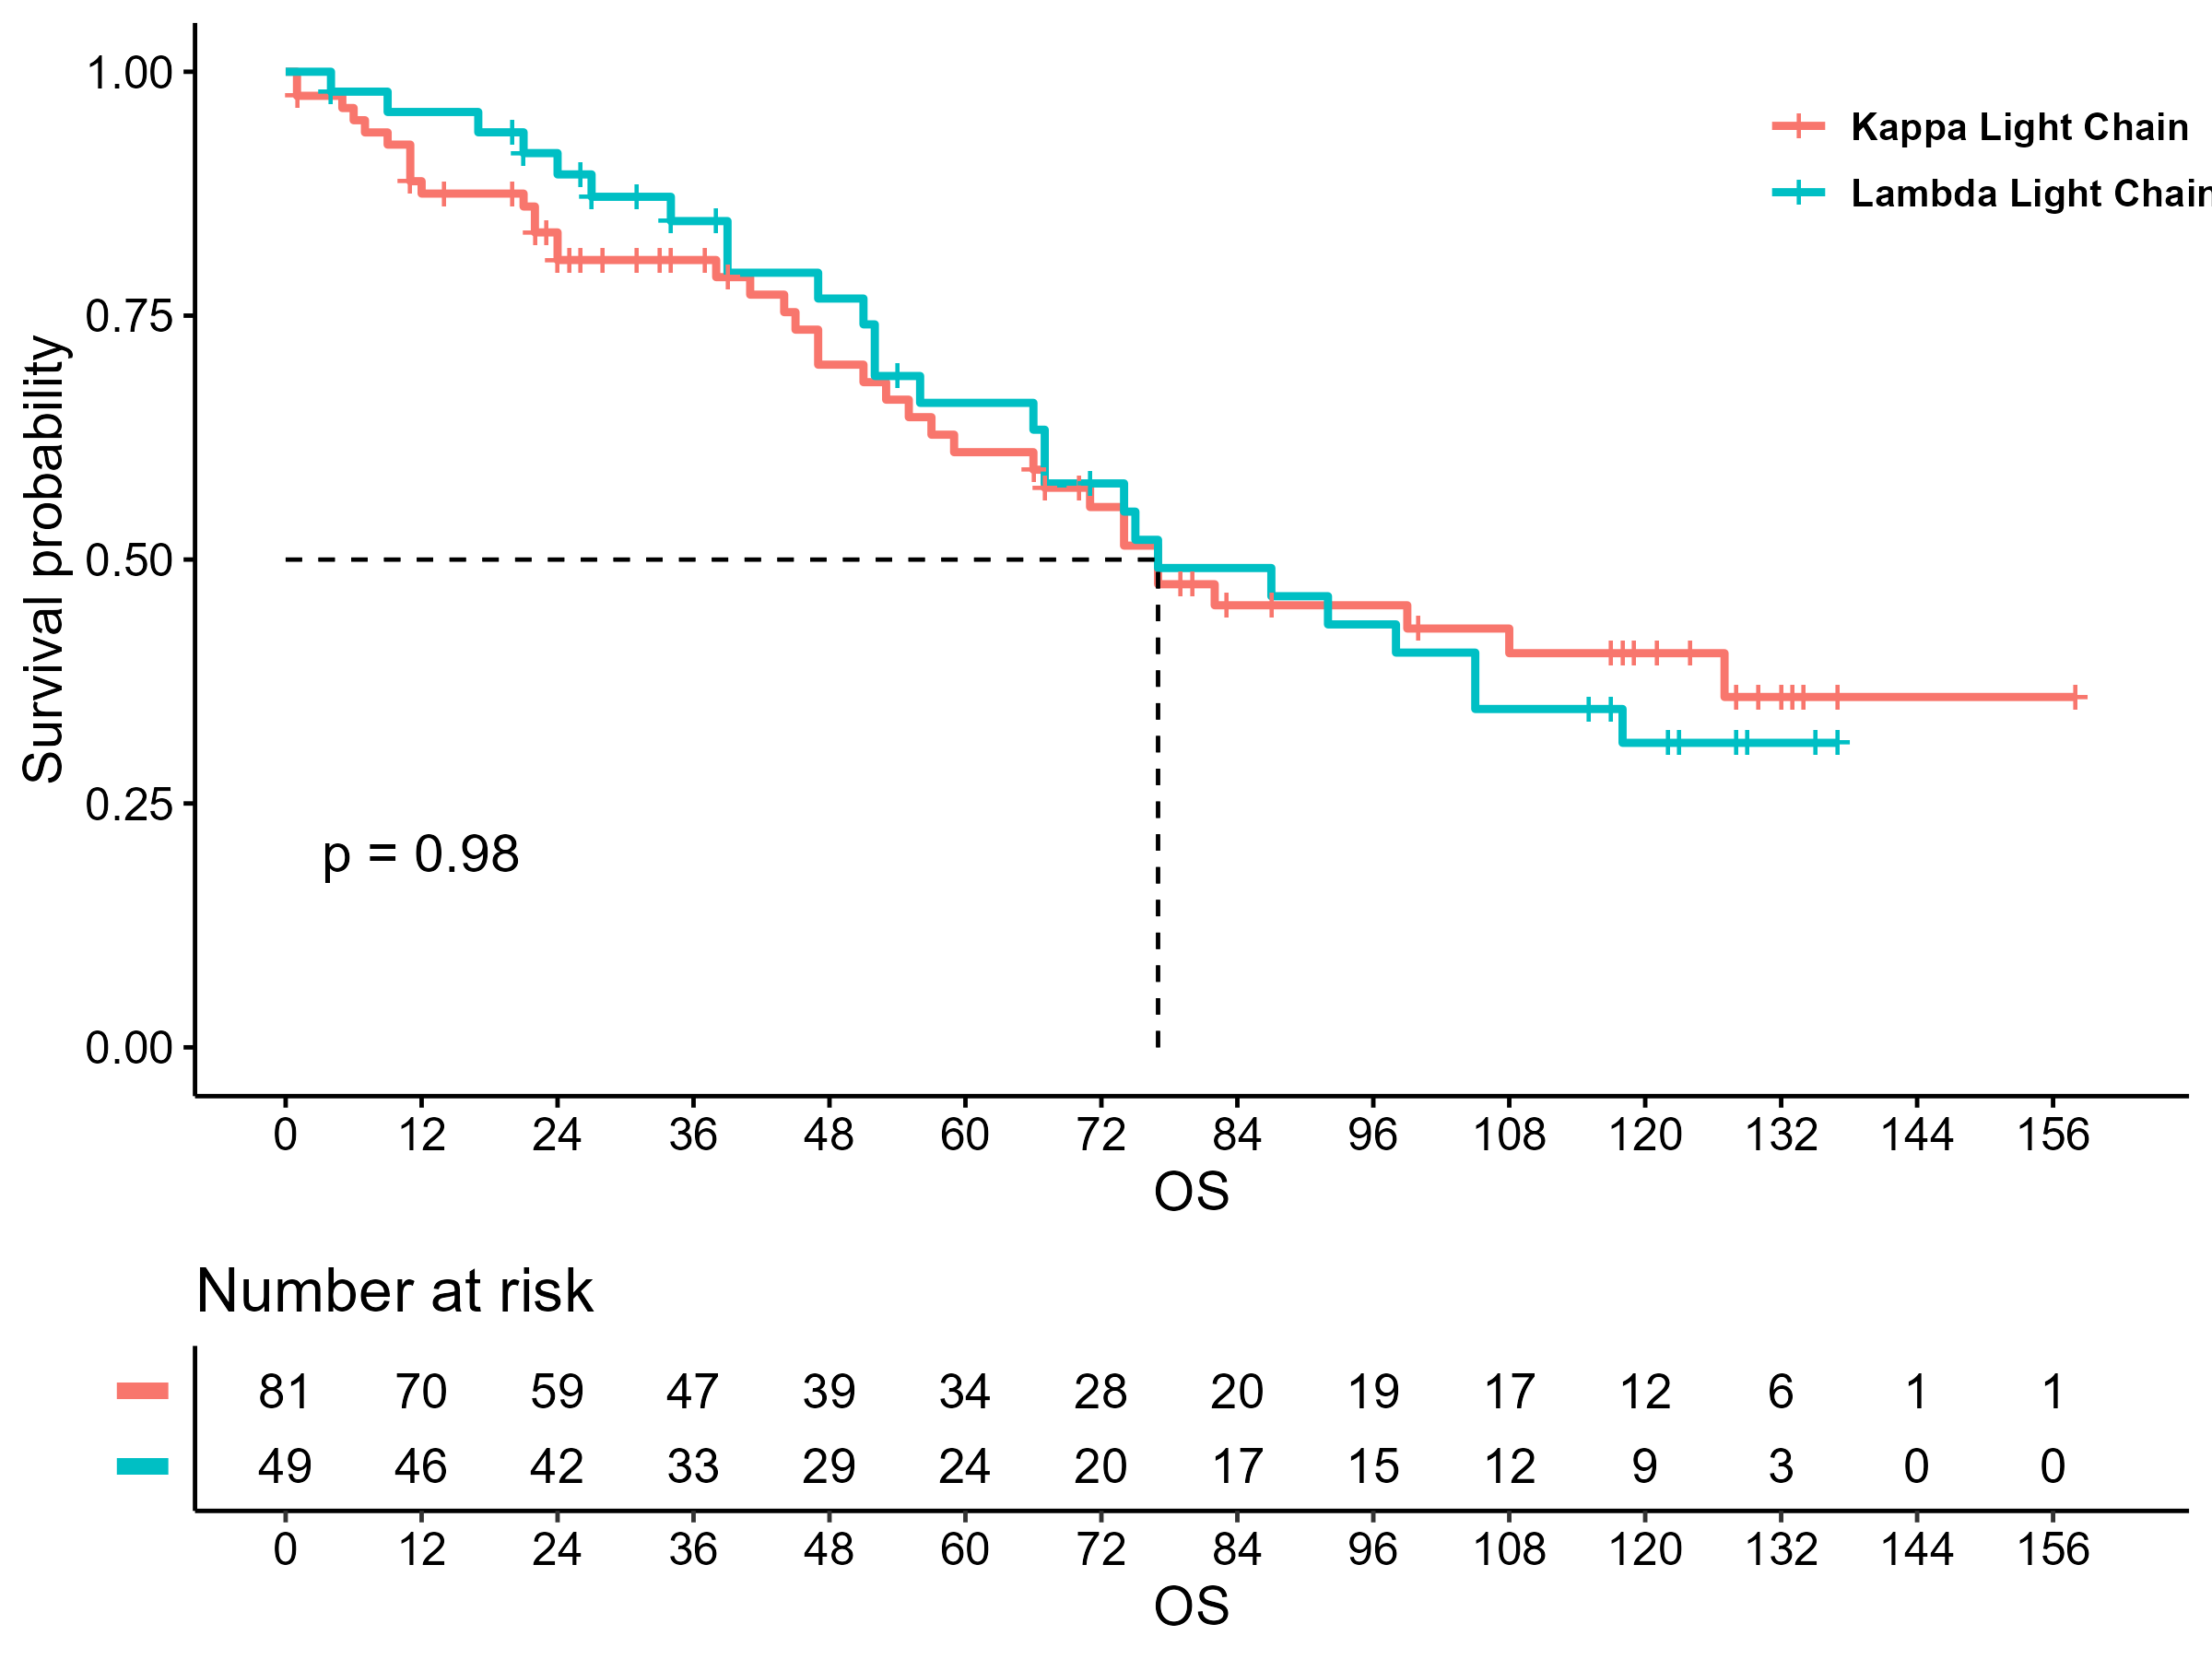 Kappa Light Chain
Lambda Light Chain
Survival probability
1.00
0.75
0.50
0.25
0.00
p = 0.98
0 12 24 36 48 60 72 84 96 108 120 132 144 156
OS
Number at risk
81 70 59 47 39 34 28 20 19 17 12 6 1 1
49 46 42 33 29 24 20 17 15 12 9 3 0 0
0 12 24 36 48 60 72 84 96 108 120 132 144 156
OS